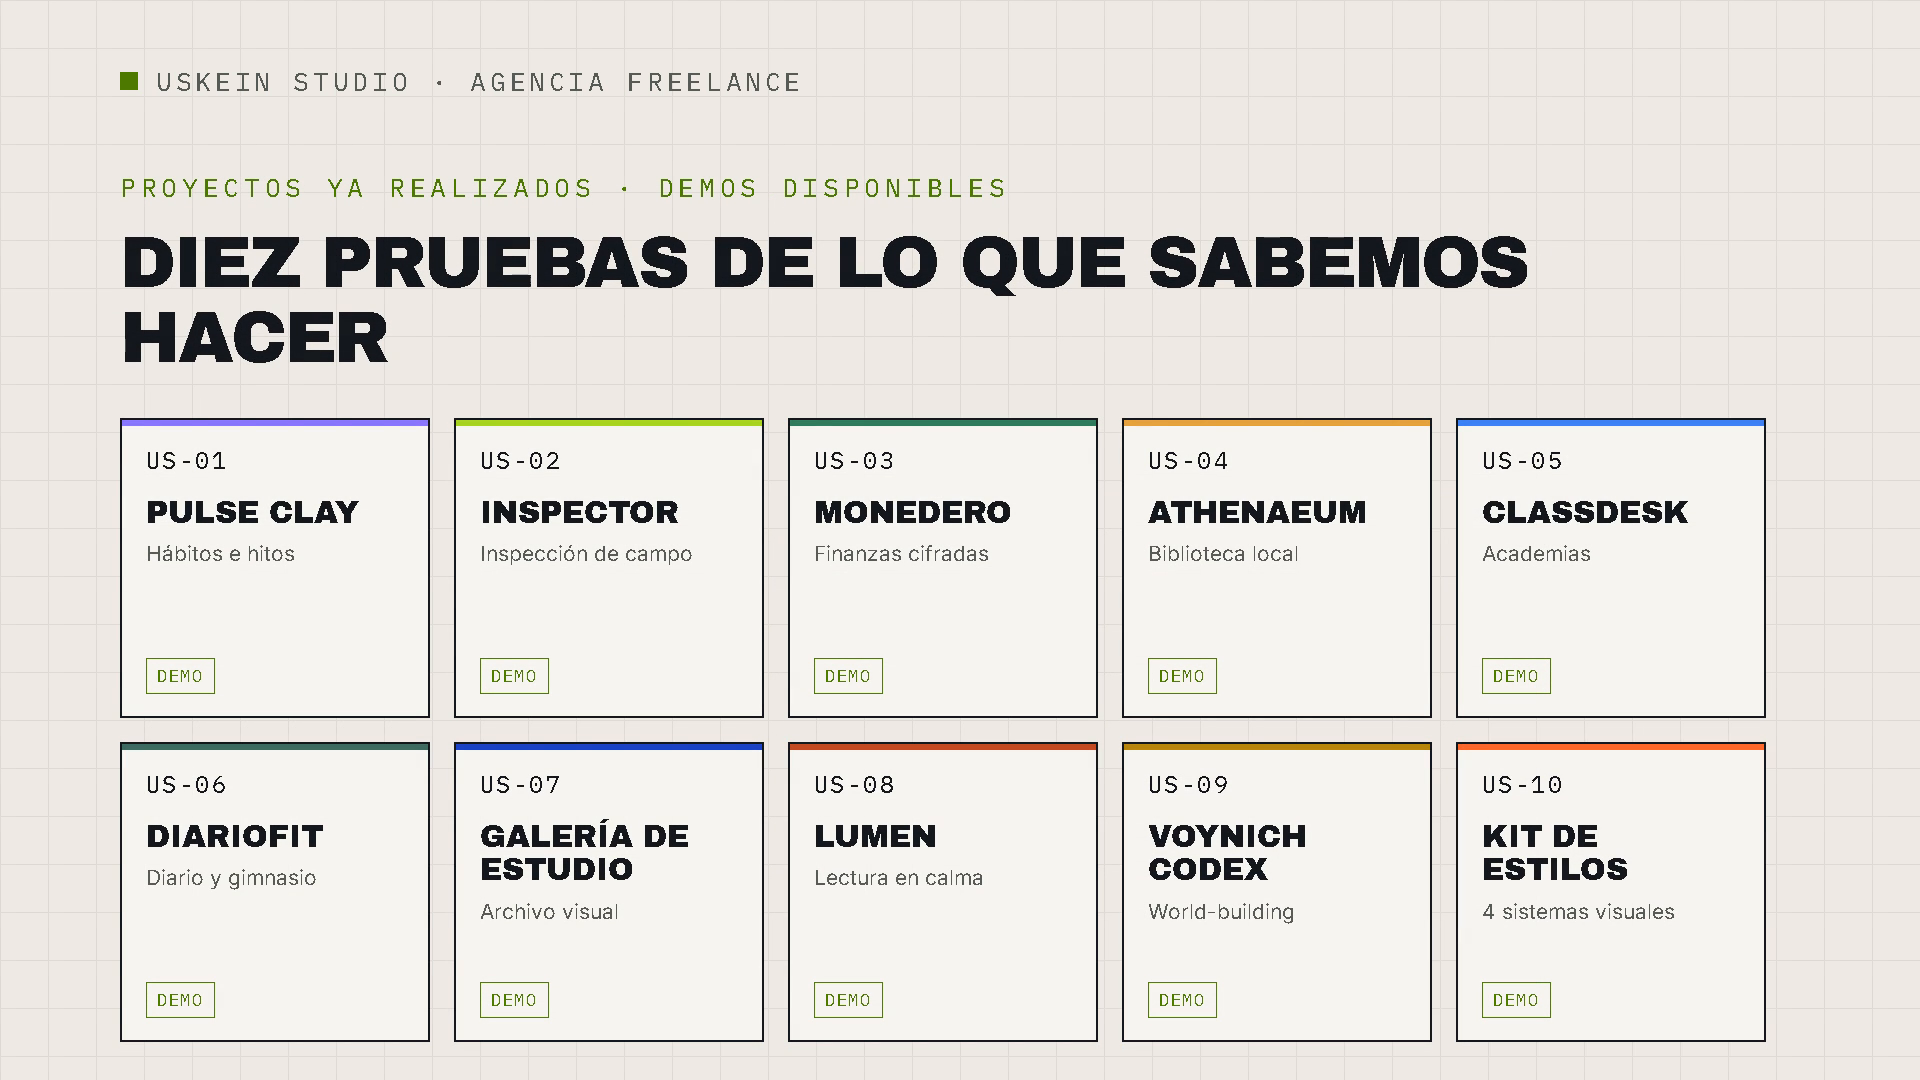 USKEIN STUDIO · AGENCIA FREELANCE
PROYECTOS YA REALIZADOS · DEMOS DISPONIBLES
DIEZ PRUEBAS DE LO QUE SABEMOS
HACER
US-01
PULSE CLAY
Hábitos e hitos
DEMO
US-02
INSPECTOR
Inspección de campo
DEMO
US-03
MONEDERO
Finanzas cifradas
DEMO
US-04
ATHENAEUM
Biblioteca local
DEMO
US-05
CLASSDESK
Academias
DEMO
US-06
DIARIOFIT
Diario y gimnasio
DEMO
US-07
GALERÍA DE
ESTUDIO
Archivo visual
DEMO
US-08
LUMEN
Lectura en calma
DEMO
US-09
VOYNICH
CODEX
World-building
DEMO
US-10
KIT DE
ESTILOS
4 sistemas visuales
DEMO